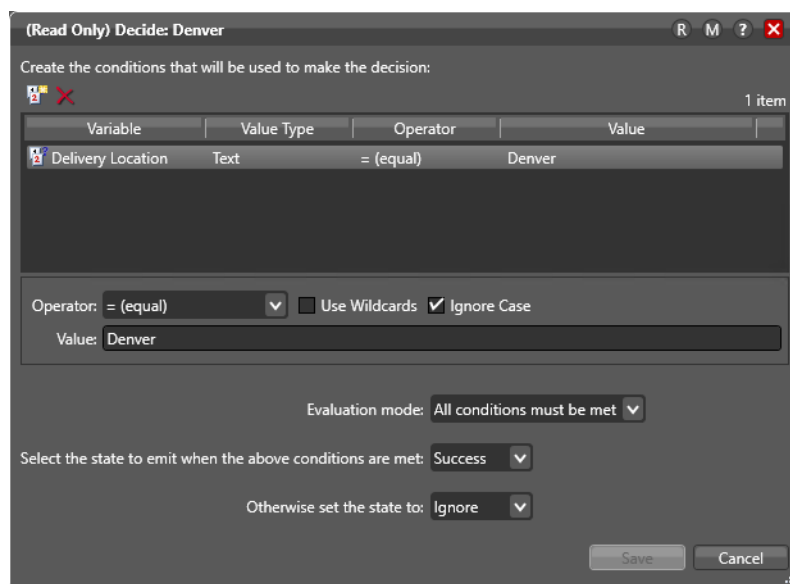 (Read Only) Decide: Denver
R M ?
Create the conditions that will be used to make the decision:
1 item
Variable Value Type Operator Value
Delivery Location Text = (equal) Denver
Operator: = (equal) Use Wildcards Ignore Case
Value: Denver
Evaluation mode: All conditions must be met
Select the state to emit when the above conditions are met: Success
Otherwise set the state to: Ignore
Save Cancel